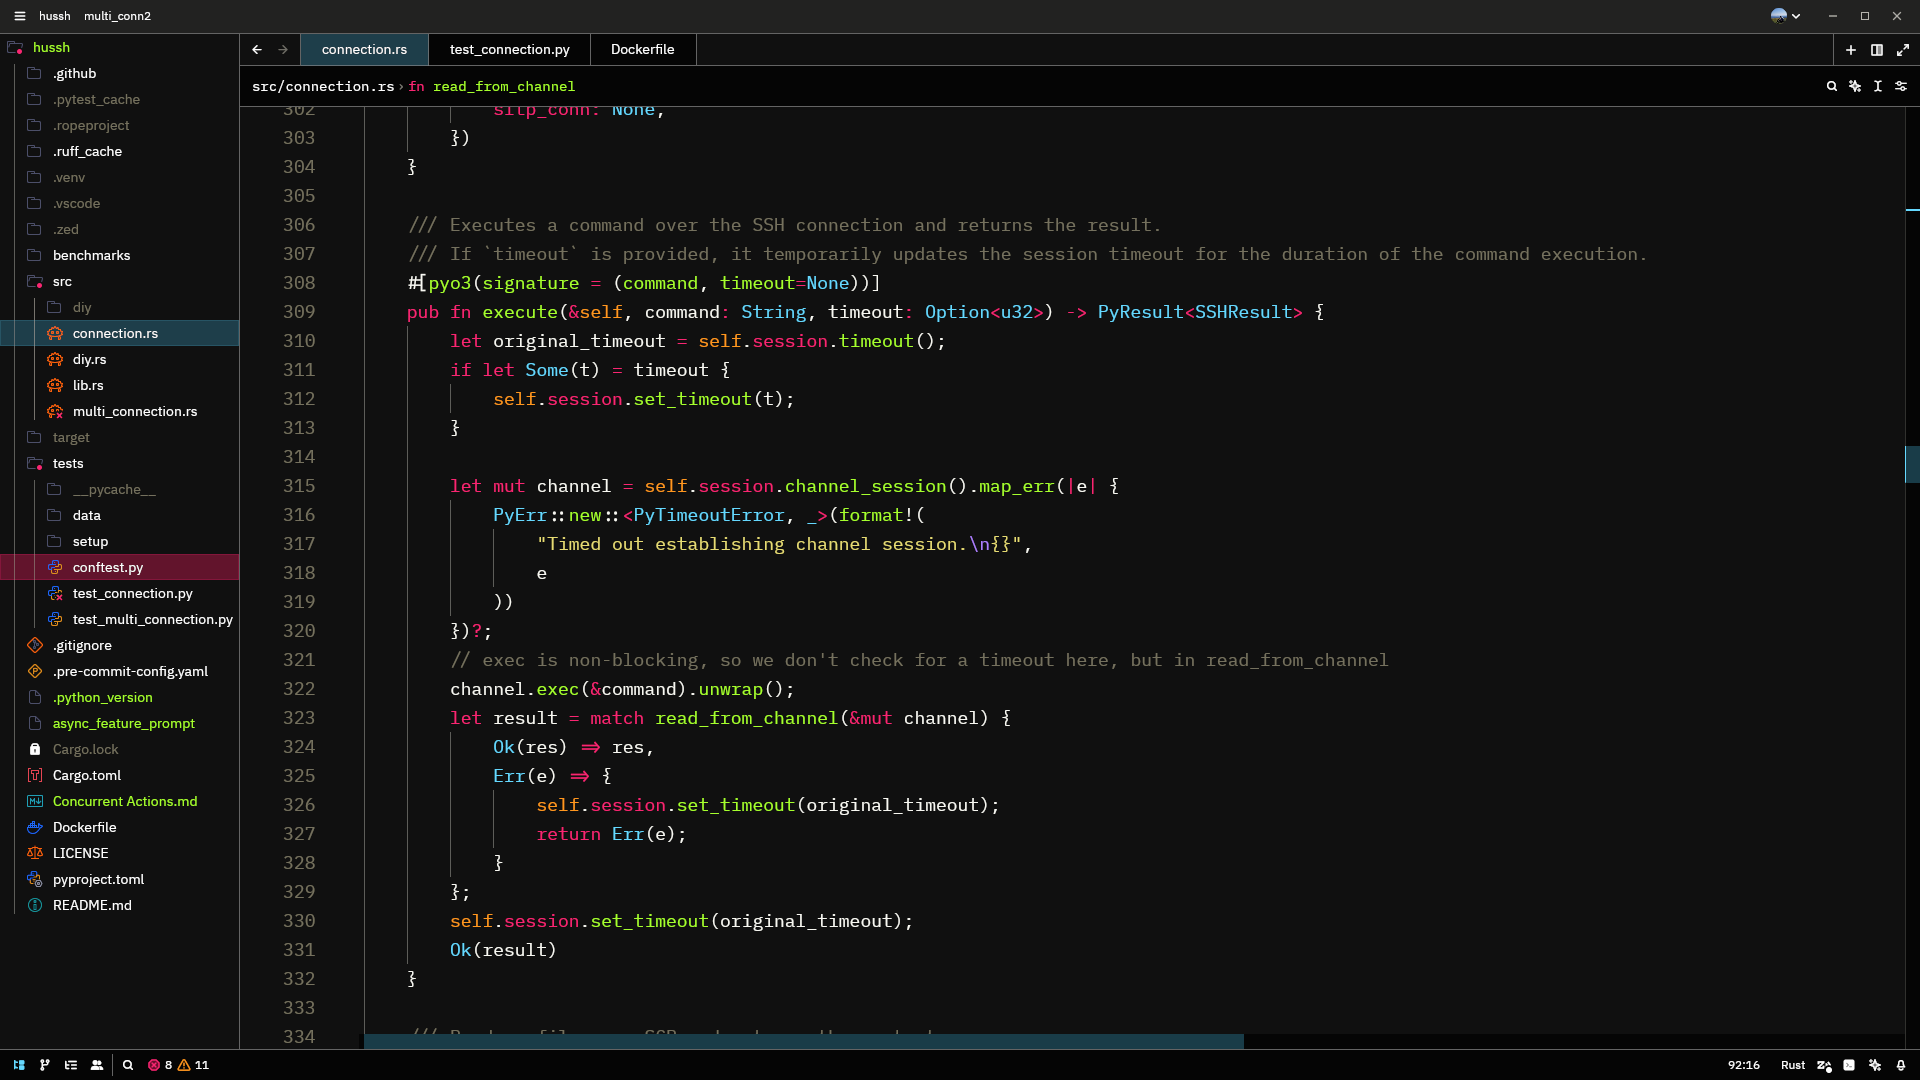 hussh multi_conn2
hussh
.github
.pytest_cache
.ropeproject
.ruff_cache
.venv
.vscode
.zed
benchmarks
src
diy
connection.rs
diy.rs
lib.rs
multi_connection.rs
target
tests
__pycache__
data
setup
conftest.py
test_connection.py
test_multi_connection.py
.gitignore
.pre-commit-config.yaml
.python_version
async_feature_prompt
Cargo.lock
Cargo.toml
Concurrent Actions.md
Dockerfile
LICENSE
pyproject.toml
README.md
connection.rs test_connection.py Dockerfile
src/connection.rs › fn read_from_channel
302 sftp_conn: None,
303 })
304 }
305
306 /// Executes a command over the SSH connection and returns the result.
307 /// If `timeout` is provided, it temporarily updates the session timeout for the duration of the command execution.
308 #[pyo3(signature = (command, timeout=None))]
309 pub fn execute(&self, command: String, timeout: Option<u32>) -> PyResult<SSHResult> {
310 let original_timeout = self.session.timeout();
311 if let Some(t) = timeout {
312 self.session.set_timeout(t);
313 }
314
315 let mut channel = self.session.channel_session().map_err(|e| {
316 PyErr::new::<PyTimeoutError, _>(format!(
317 "Timed out establishing channel session.\n{}",
318 e
319 ))
320 })?;
321 // exec is non-blocking, so we don't check for a timeout here, but in read_from_channel
322 channel.exec(&command).unwrap();
323 let result = match read_from_channel(&mut channel) {
324 Ok(res) => res,
325 Err(e) => {
326 self.session.set_timeout(original_timeout);
327 return Err(e);
328 }
329 };
330 self.session.set_timeout(original_timeout);
331 Ok(result)
332 }
333
334 ///
8 11 92:16 Rust